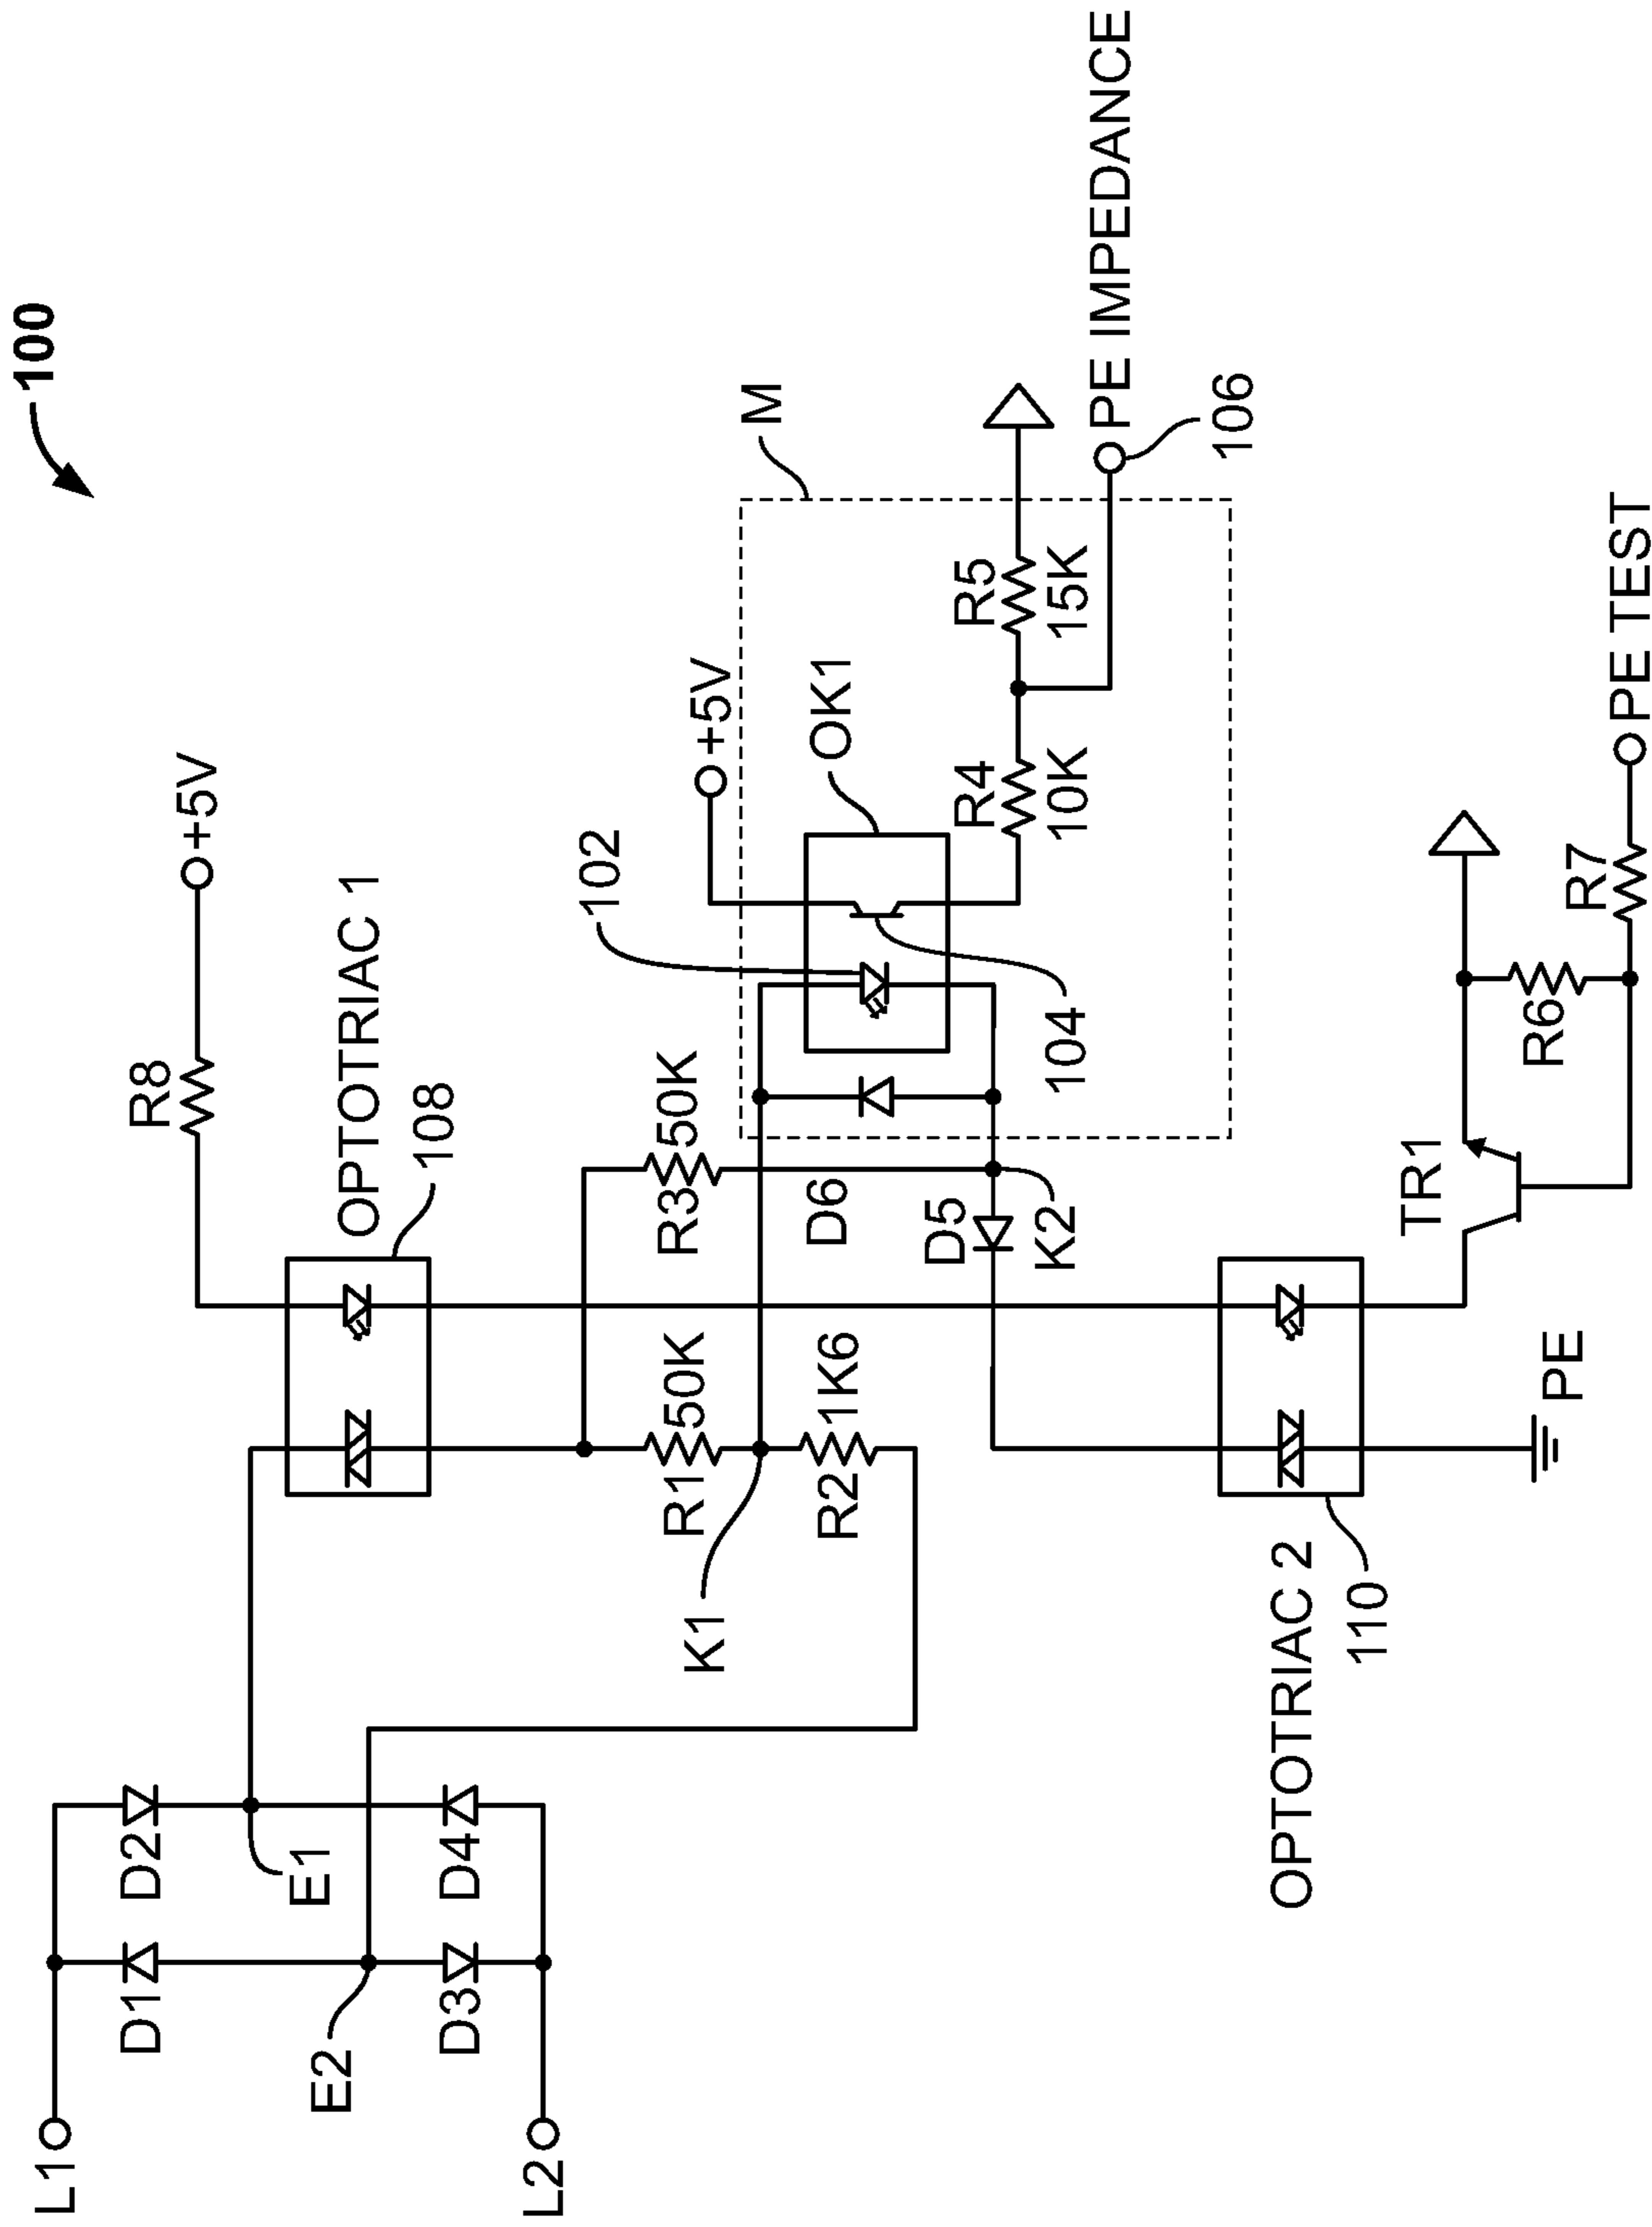 100
L1
D1
D2
E1
E2
D3
D4
L2
R8
+5V
OPTOTRIAC 1
108
R1
50K
K1
R2
1K6
R3
50K
D6
D5
K2
102
104
+5V
OK1
M
R4
10K
R5
15K
PE IMPEDANCE
106
OPTOTRIAC 2
110
PE
TR1
R6
R7
PE TEST